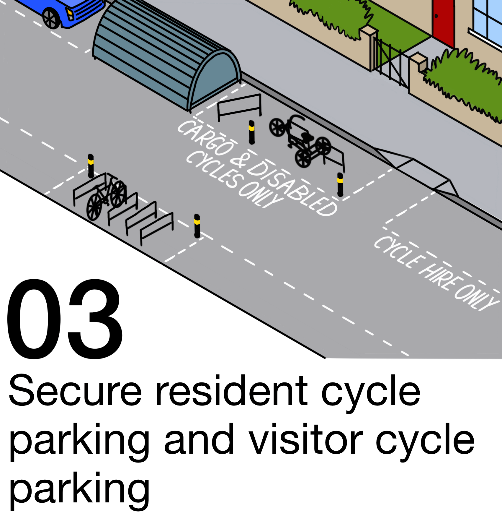 CARGO & DISABLED
CYCLES ONLY
CYCLE HIRE ONLY
03
Secure resident cycle
parking and visitor cycle
parking